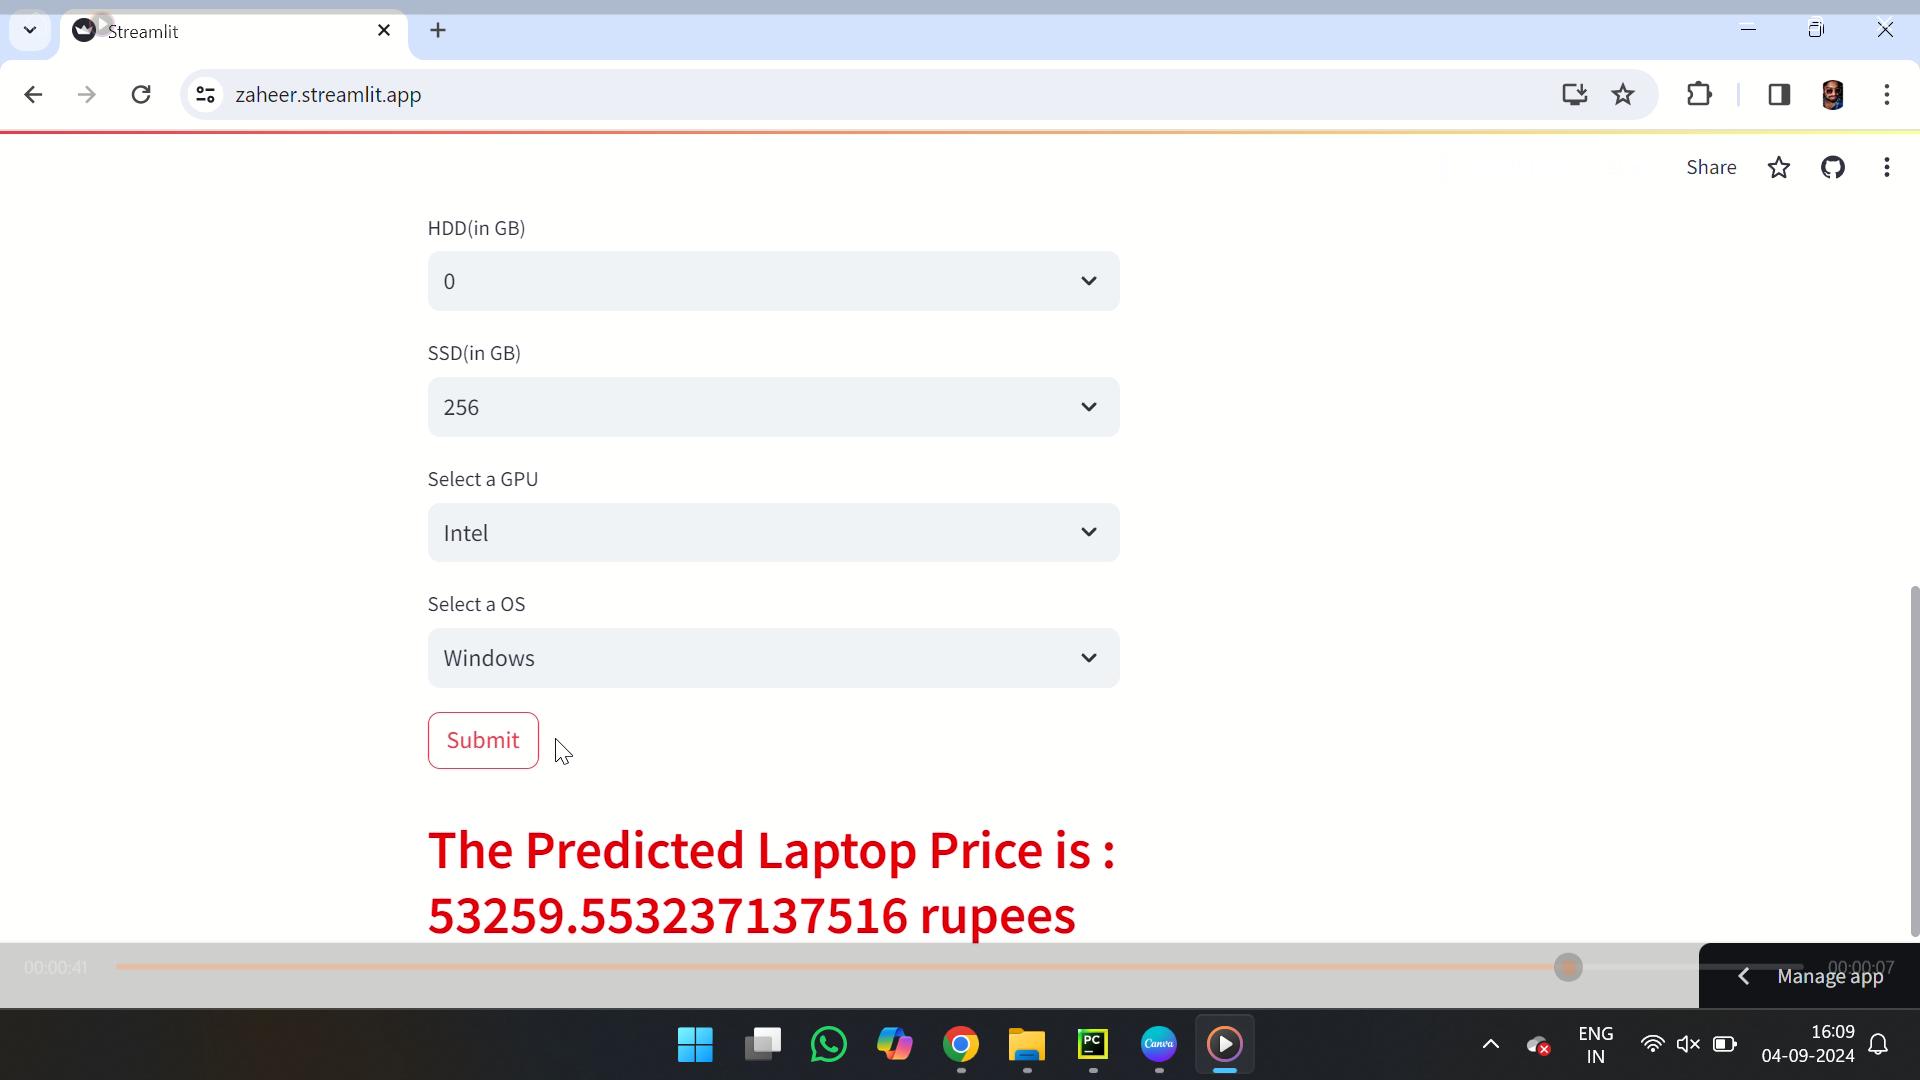 Streamlit
zaheer.streamlit.app
Share
HDD(in GB)
0
SSD(in GB)
256
Select a GPU
Intel
Select a OS
Windows
Submit
The Predicted Laptop Price is :
53259.553237137516 rupees
00:00:41
00:00:07
Manage app
PC
Canva
ENG
IN
16:09
04-09-2024